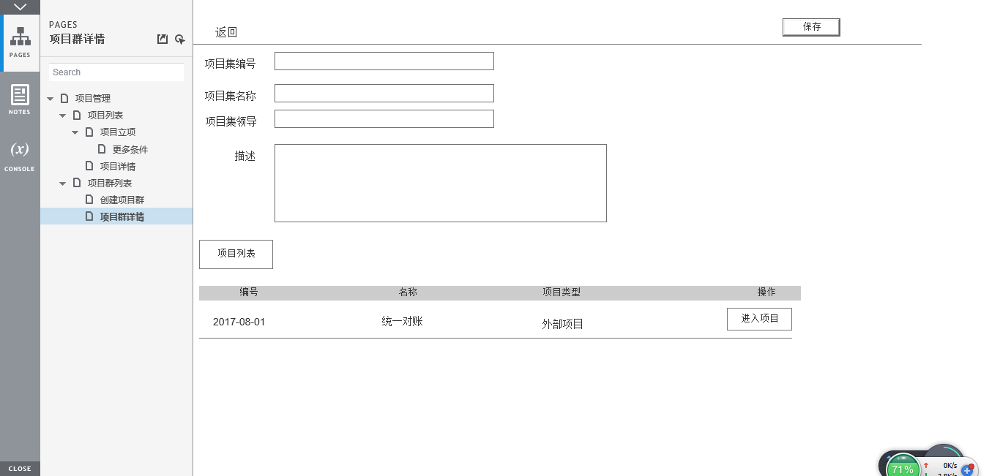 PAGES
项目群详情
PAGES
Search
NOTES
CONSOLE
(x)
项目管理
项目列表
项目立项
更多条件
项目详情
项目群列表
创建项目群
项目群详情
CLOSE
返回
保存
项目集编号
项目集名称
项目集领导
描述
项目列表
编号 名称 项目类型 操作
2017-08-01 统一对账 外部项目 进入项目
71%
0K/s